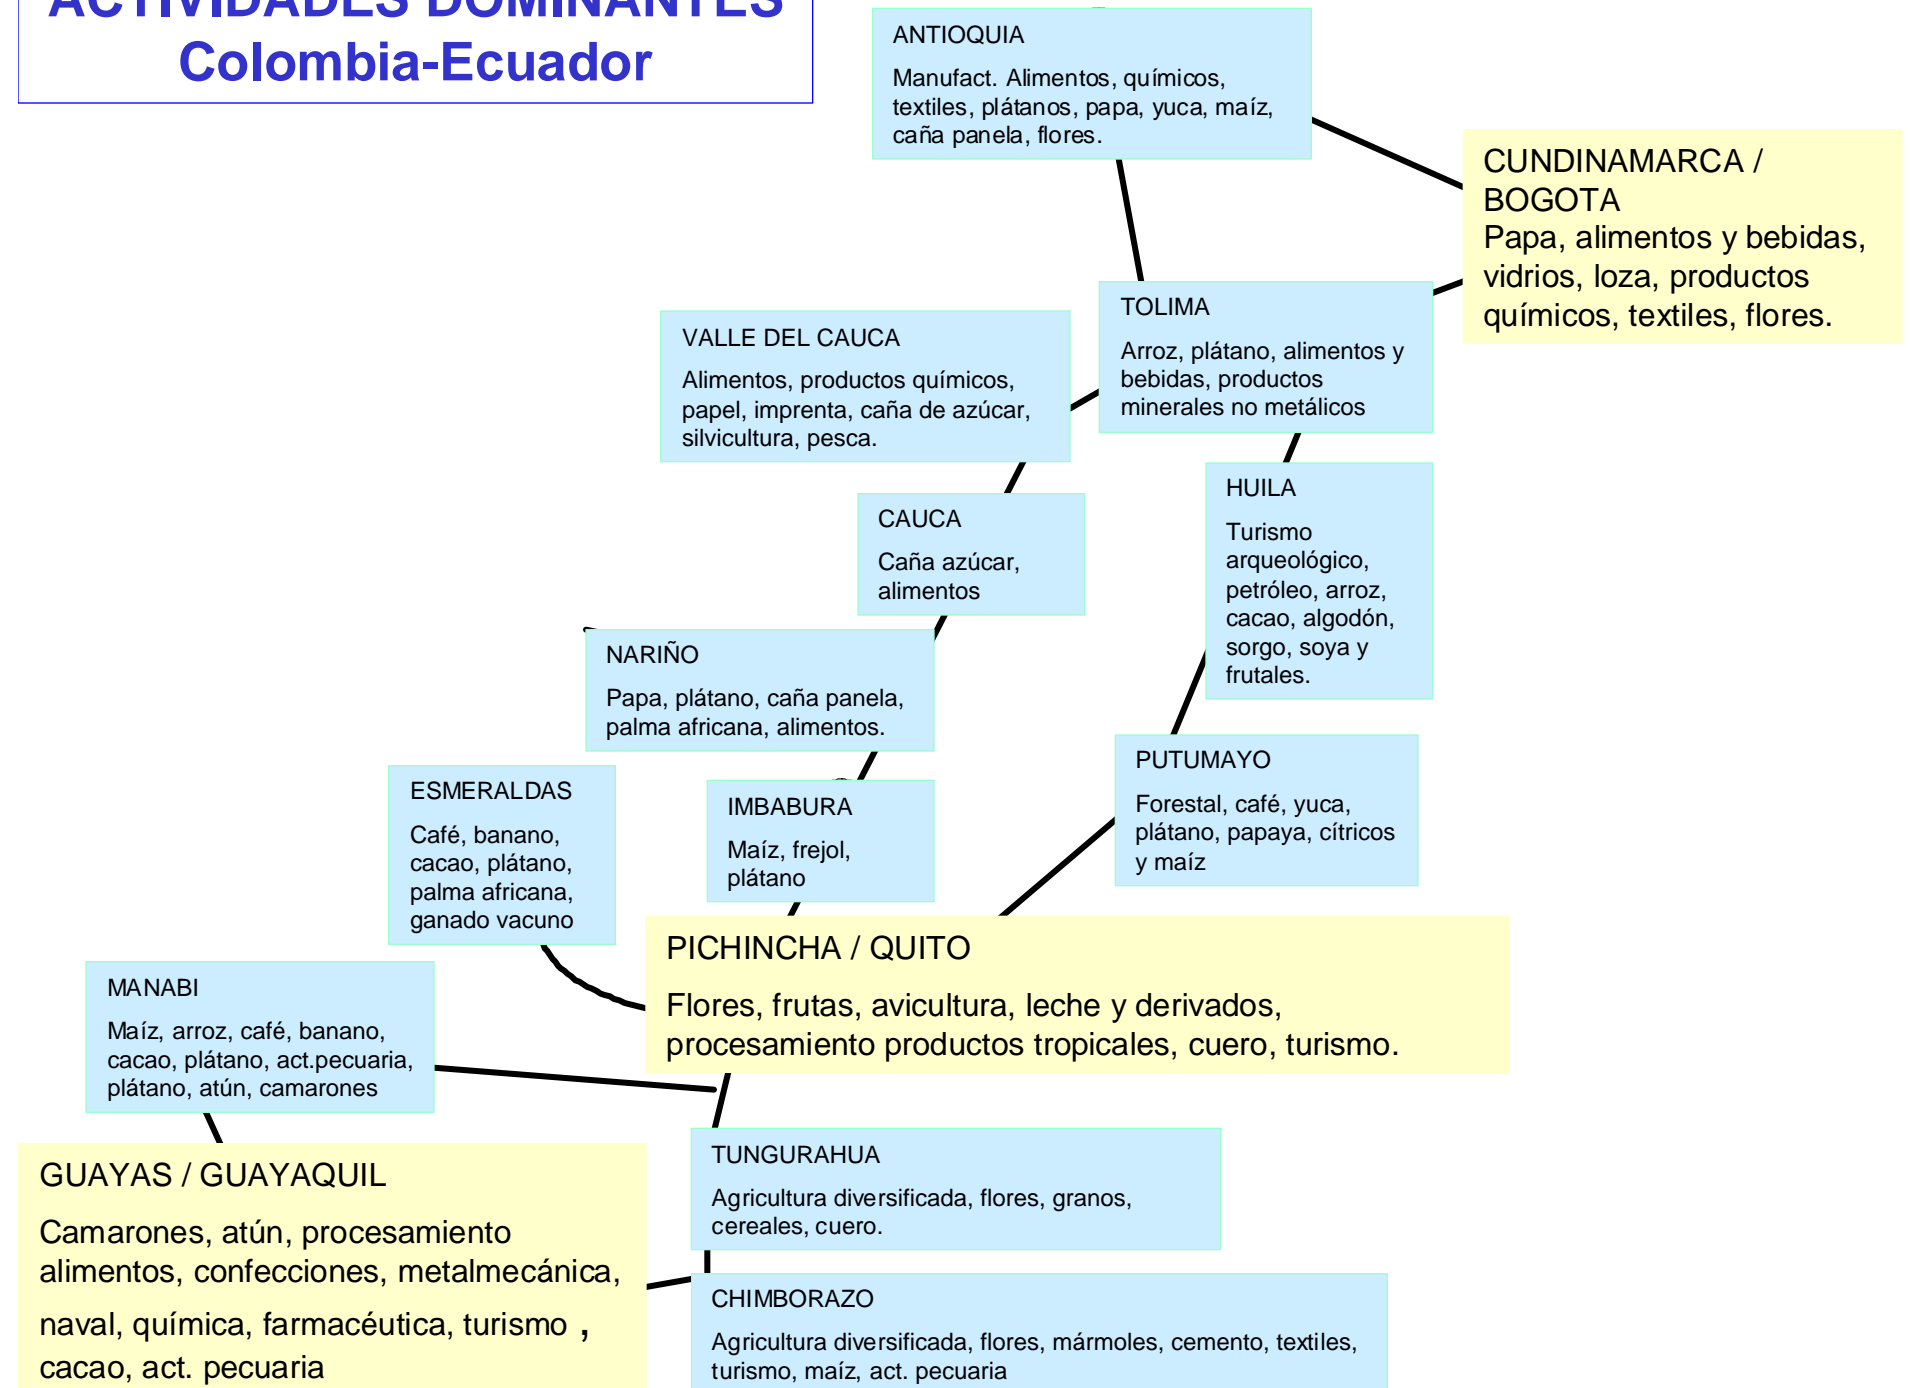 ACTIVIDADES DOMINANTES
Colombia-Ecuador
ANTIOQUIA
Manufact. Alimentos, químicos,
textiles, plátanos, papa, yuca, maíz,
caña panela, flores.
CUNDINAMARCA /
BOGOTA
Papa, alimentos y bebidas,
vidrios, loza, productos
químicos, textiles, flores.
TOLIMA
Arroz, plátano, alimentos y
bebidas, productos
minerales no metálicos
VALLE DEL CAUCA
Alimentos, productos químicos,
papel, imprenta, caña de azúcar,
silvicultura, pesca.
HUILA
Turismo
arqueológico,
petróleo, arroz,
cacao, algodón,
sorgo, soya y
frutales.
CAUCA
Caña azúcar,
alimentos
NARIÑO
Papa, plátano, caña panela,
palma africana, alimentos.
PUTUMAYO
Forestal, café, yuca,
plátano, papaya, cítricos
y maíz
ESMERALDAS
Café, banano,
cacao, plátano,
palma africana,
ganado vacuno
IMBABURA
Maíz, frejol,
plátano
PICHINCHA / QUITO
Flores, frutas, avicultura, leche y derivados,
procesamiento productos tropicales, cuero, turismo.
MANABI
Maíz, arroz, café, banano,
cacao, plátano, act.pecuaria,
plátano, atún, camarones
TUNGURAHUA
Agricultura diversificada, flores, granos,
cereales, cuero.
GUAYAS / GUAYAQUIL
Camarones, atún, procesamiento
alimentos, confecciones, metalmecánica,
naval, química, farmacéutica, turismo ,
cacao, act. pecuaria
CHIMBORAZO
Agricultura diversificada, flores, mármoles, cemento, textiles,
turismo, maíz, act. pecuaria